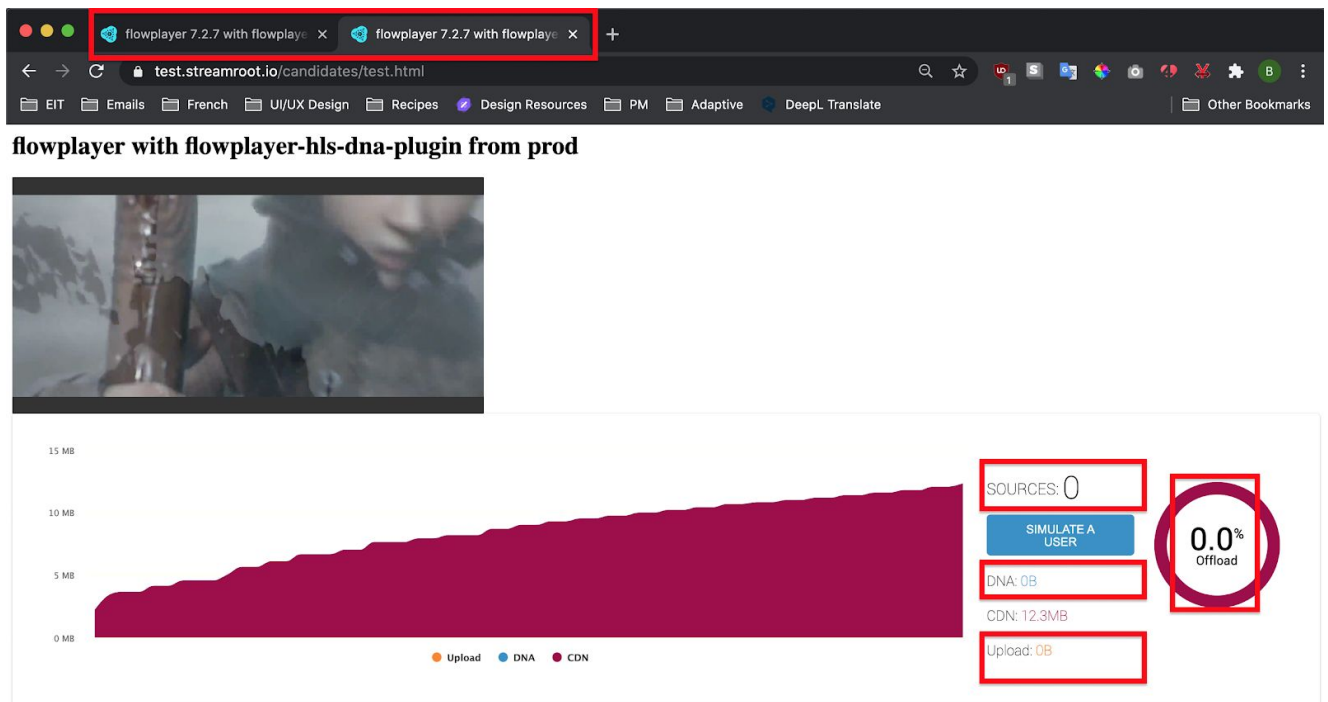 flowplayer 7.2.7 with flowplaye
flowplayer 7.2.7 with flowplaye
test.streamroot.io/candidates/test.html
EIT Emails French UI/UX Design Recipes Design Resources PM Adaptive DeepL Translate Other Bookmarks
flowplayer with flowplayer-hls-dna-plugin from prod
15 MB
10 MB
5 MB
0 MB
Upload DNA CDN
SOURCES: 0
SIMULATE A
USER
DNA: 0B
CDN: 12.3MB
Upload: 0B
0.0%
Offload